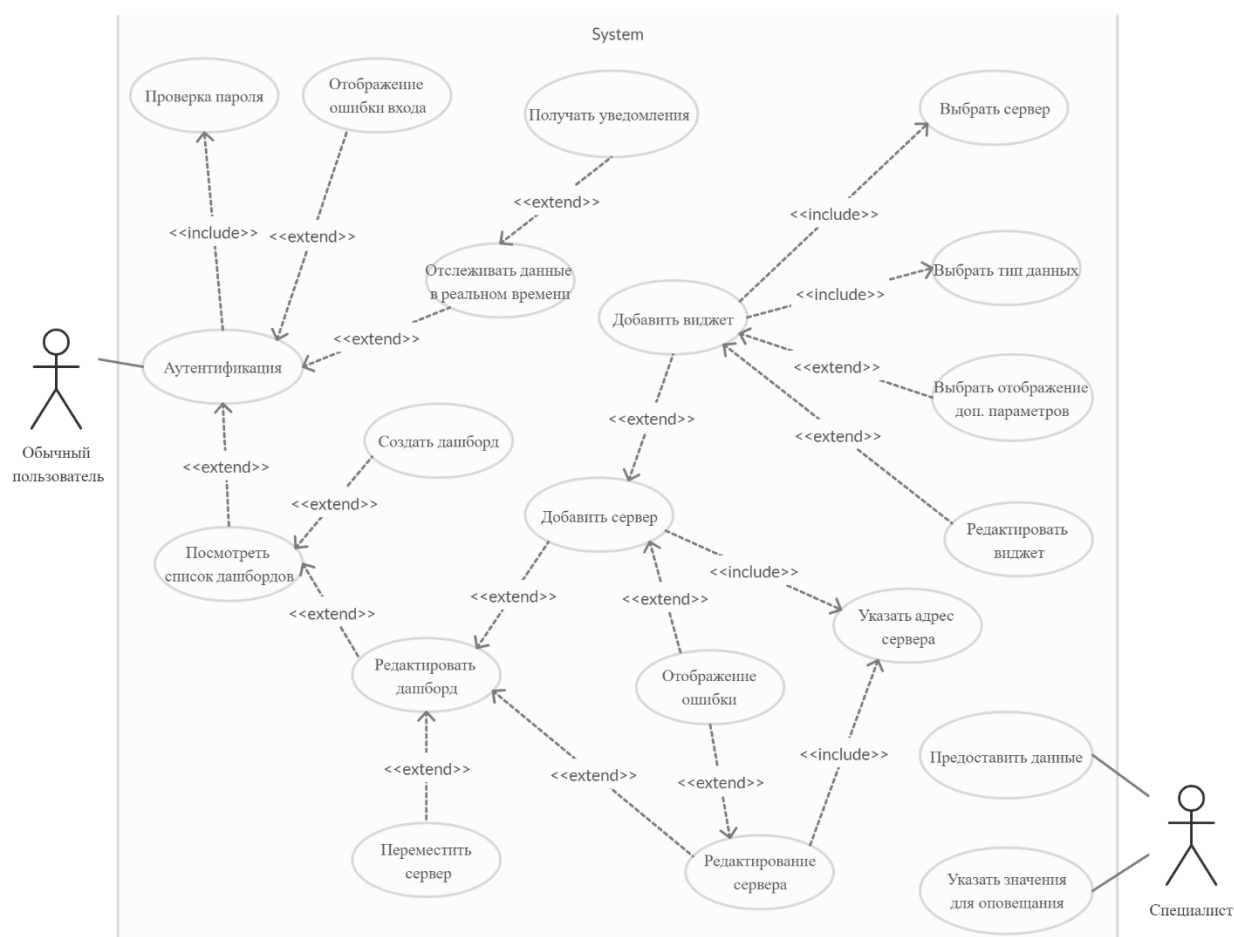 System
Проверка пароля
Отображение
ошибки входа
Получать уведомления
Выбрать сервер
<<include>>
<<extend>>
<<extend>>
<<include>>
Отслеживать данные
в реальном времени
Выбрать тип данных
<<include>>
Добавить виджет
<<extend>>
Аутентификация
<<extend>>
Выбрать отображение
доп. параметров
Обычный
пользователь
Создать дашборд
<<extend>>
<<extend>>
<<extend>>
<<extend>>
Добавить сервер
Посмотреть
список дашбордов
Редактировать
виджет
<<include>>
<<extend>>
<<extend>>
<<extend>>
Указать адрес
сервера
Редактировать
дашборд
Отображение
ошибки
<<extend>>
<<extend>>
<<extend>>
<<include>>
Предоставить данные
Переместить
сервер
Редактирование
сервера
Указать значения
для оповещания
Специалист